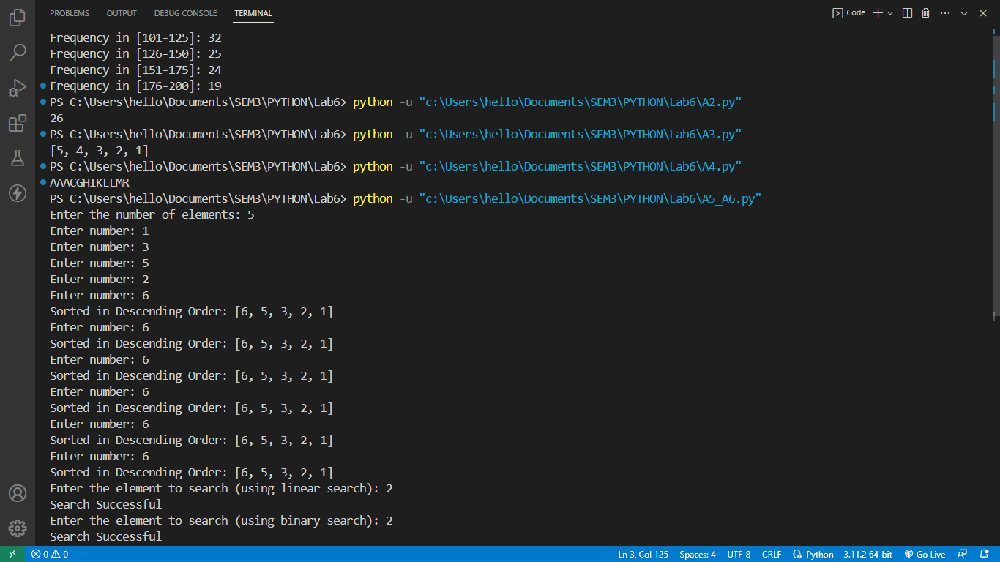 PROBLEMS OUTPUT DEBUG CONSOLE TERMINAL Code
Frequency in [101-125]: 32
Frequency in [126-150]: 25
Frequency in [151-175]: 24
Frequency in [176-200]: 19
PS C:\Users\hello\Documents\SEM3\PYTHON\Lab6> python -u "c:\Users\hello\Documents\SEM3\PYTHON\Lab6\A2.py"
26
PS C:\Users\hello\Documents\SEM3\PYTHON\Lab6> python -u "c:\Users\hello\Documents\SEM3\PYTHON\Lab6\A3.py"
[5, 4, 3, 2, 1]
PS C:\Users\hello\Documents\SEM3\PYTHON\Lab6> python -u "c:\Users\hello\Documents\SEM3\PYTHON\Lab6\A4.py"
AAACGHIKLLMR
PS C:\Users\hello\Documents\SEM3\PYTHON\Lab6> python -u "c:\Users\hello\Documents\SEM3\PYTHON\Lab6\A5_A6.py"
Enter the number of elements: 5
Enter number: 1
Enter number: 3
Enter number: 5
Enter number: 2
Enter number: 6
Sorted in Descending Order: [6, 5, 3, 2, 1]
Enter number: 6
Sorted in Descending Order: [6, 5, 3, 2, 1]
Enter number: 6
Sorted in Descending Order: [6, 5, 3, 2, 1]
Enter number: 6
Sorted in Descending Order: [6, 5, 3, 2, 1]
Enter number: 6
Sorted in Descending Order: [6, 5, 3, 2, 1]
Enter number: 6
Sorted in Descending Order: [6, 5, 3, 2, 1]
Enter the element to search (using linear search): 2
Search Successful
Enter the element to search (using binary search): 2
Search Successful
0 0 Ln 3, Col 125 Spaces: 4 UTF-8 CRLF Python 3.11.2 64-bit Go Live